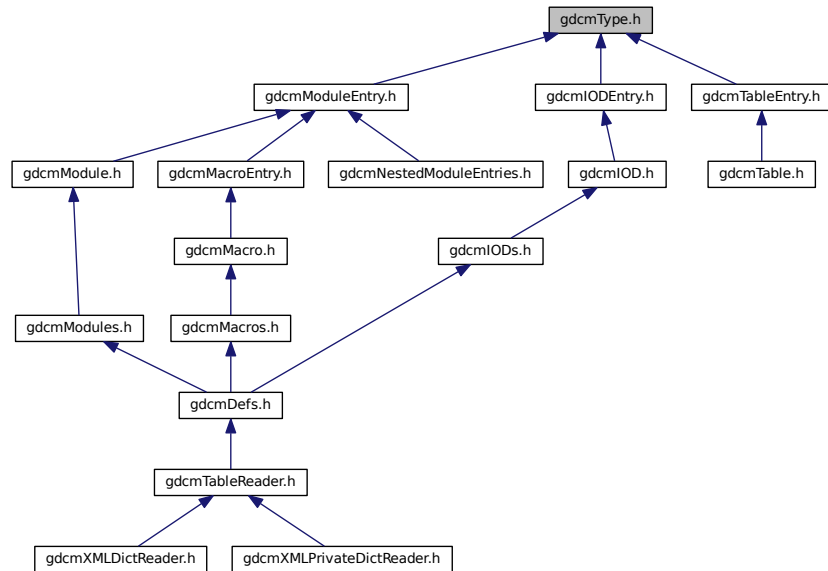 gdcmType.h
gdcmModuleEntry.h
gdcmIODEntry.h
gdcmTableEntry.h
gdcmModule.h
gdcmMacroEntry.h
gdcmNestedModuleEntries.h
gdcmIOD.h
gdcmTable.h
gdcmMacro.h
gdcmIODs.h
gdcmModules.h
gdcmMacros.h
gdcmDefs.h
gdcmTableReader.h
gdcmXMLDictReader.h
gdcmXMLPrivateDictReader.h